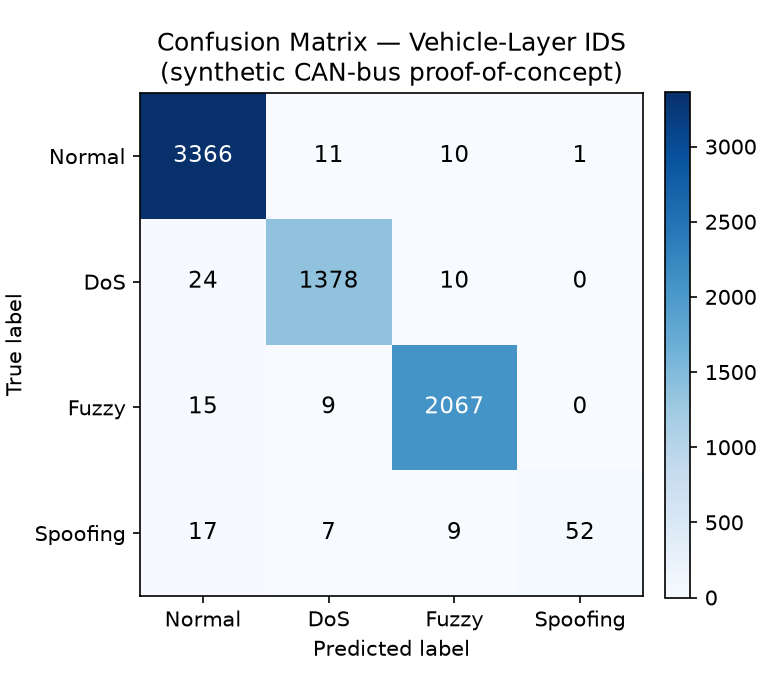 Confusion Matrix — Vehicle-Layer IDS
(synthetic CAN-bus proof-of-concept)
Normal 3366 11 10 1
DoS 24 1378 10 0
Fuzzy 15 9 2067 0
Spoofing 17 7 9 52
Normal DoS Fuzzy Spoofing
Predicted label
True label
3000
2500
2000
1500
1000
500
0